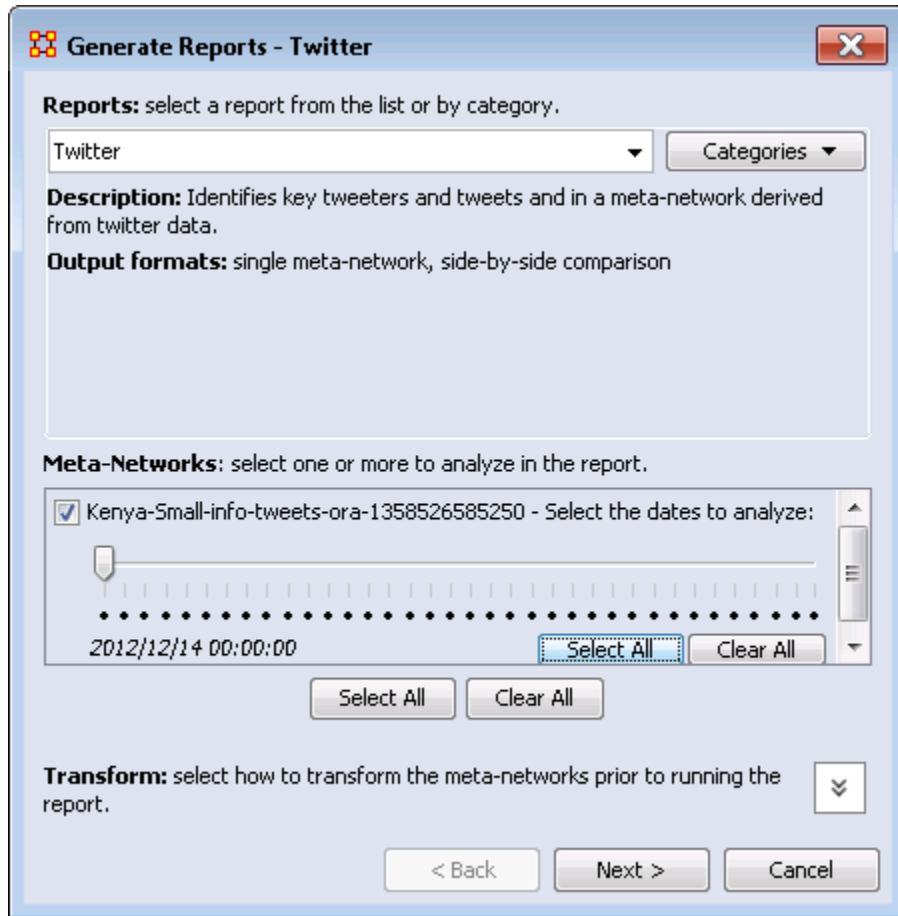 Generate Reports - Twitter
Reports: select a report from the list or by category.
Twitter
Categories
Description: Identifies key tweeters and tweets and in a meta-network derived
from twitter data.
Output formats: single meta-network, side-by-side comparison
Meta-Networks: select one or more to analyze in the report.
Kenya-Small-info-tweets-ora-1358526585250 - Select the dates to analyze:
2012/12/14 00:00:00 Select All Clear All
Select All Clear All
Transform: select how to transform the meta-networks prior to running the
report.
< Back Next > Cancel